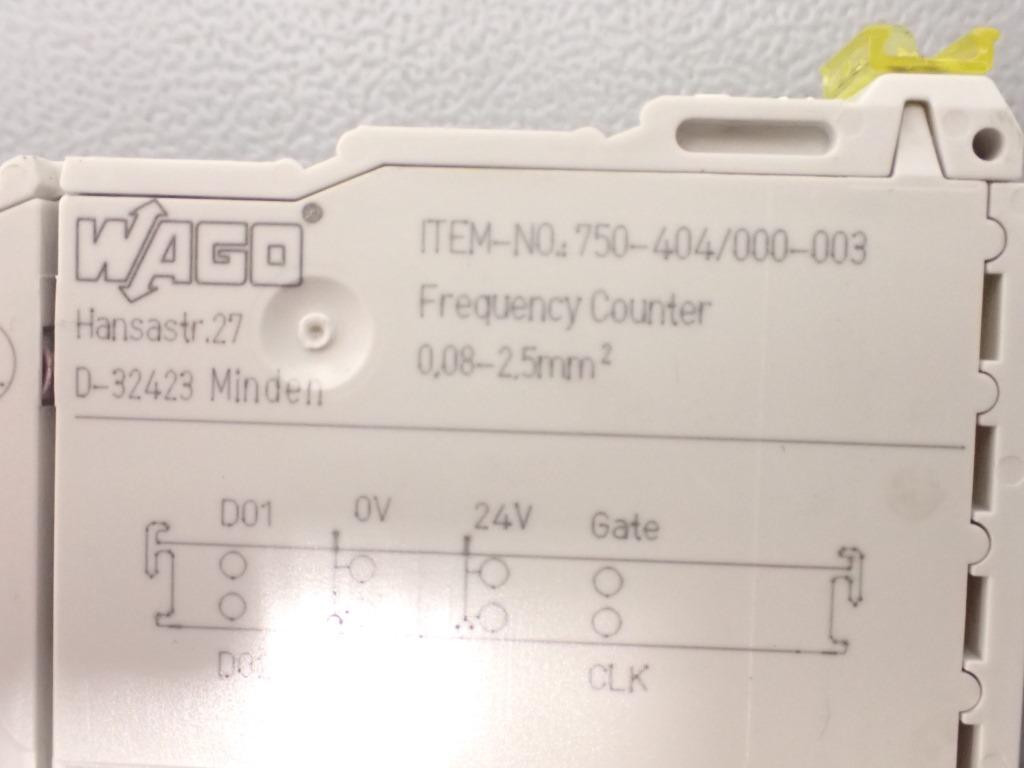 WAGO®
Hansastr.27
D-32423 Minden
ITEM-NO.: 750-404/000-003
Frequency Counter
0,08-2,5mm²
D01 0V 24V Gate
CLK